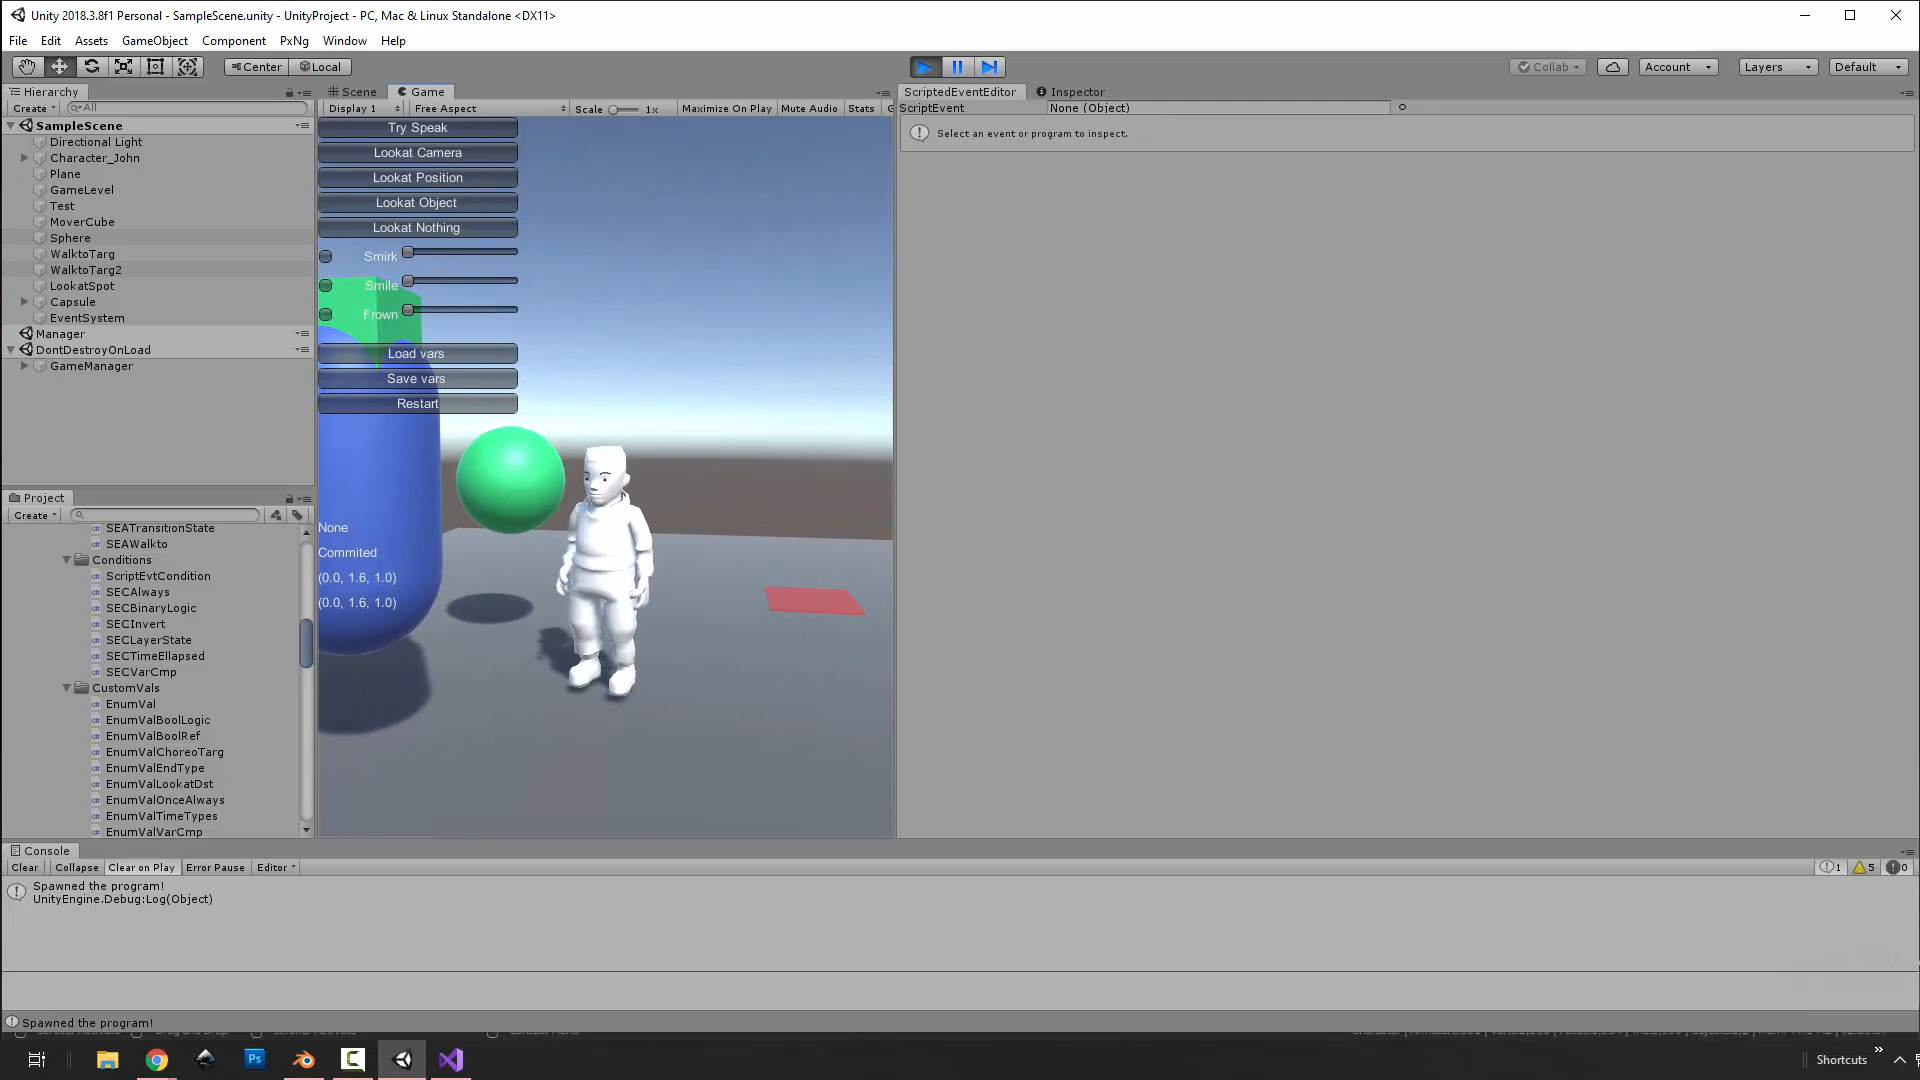 Unity 2018.3.8f1 Personal - SampleScene.unity - UnityProject - PC, Mac & Linux Standalone <DX11>
File Edit Assets GameObject Component PxNg Window Help
Center Local
Collab Account Layers Default
Hierarchy
Create All
SampleScene
Directional Light
Character_John
Plane
GameLevel
Test
MoverCube
Sphere
WalktoTarg
WalktoTarg2
LookatSpot
Capsule
EventSystem
Manager
DontDestroyOnLoad
GameManager
Scene Game
Display 1 Free Aspect Scale 1x Maximize On Play Mute Audio Stats G
Try Speak
Lookat Camera
Lookat Position
Lookat Object
Lookat Nothing
Smirk
Smile
Frown
Load vars
Save vars
Restart
None
Commited
(0.0, 1.6, 1.0)
(0.0, 1.6, 1.0)
ScriptedEventEditor Inspector
ScriptEvent None (Object)
Select an event or program to inspect.
Project
Create
SEATransitionState
SEAWalkto
Conditions
ScriptEvtCondition
SECAlways
SECBinaryLogic
SECInvert
SECLayerState
SECTimeEllapsed
SECVarCmp
CustomVals
EnumVal
EnumValBoolLogic
EnumValBoolRef
EnumValChoreoTarg
EnumValEndType
EnumValLookatDst
EnumValOnceAlways
EnumValTimeTypes
EnumValVarCmp
Console
Clear Collapse Clear on Play Error Pause Editor 1 5 0
Spawned the program!
UnityEngine.Debug:Log(Object)
Spawned the program!
Ps Shortcuts